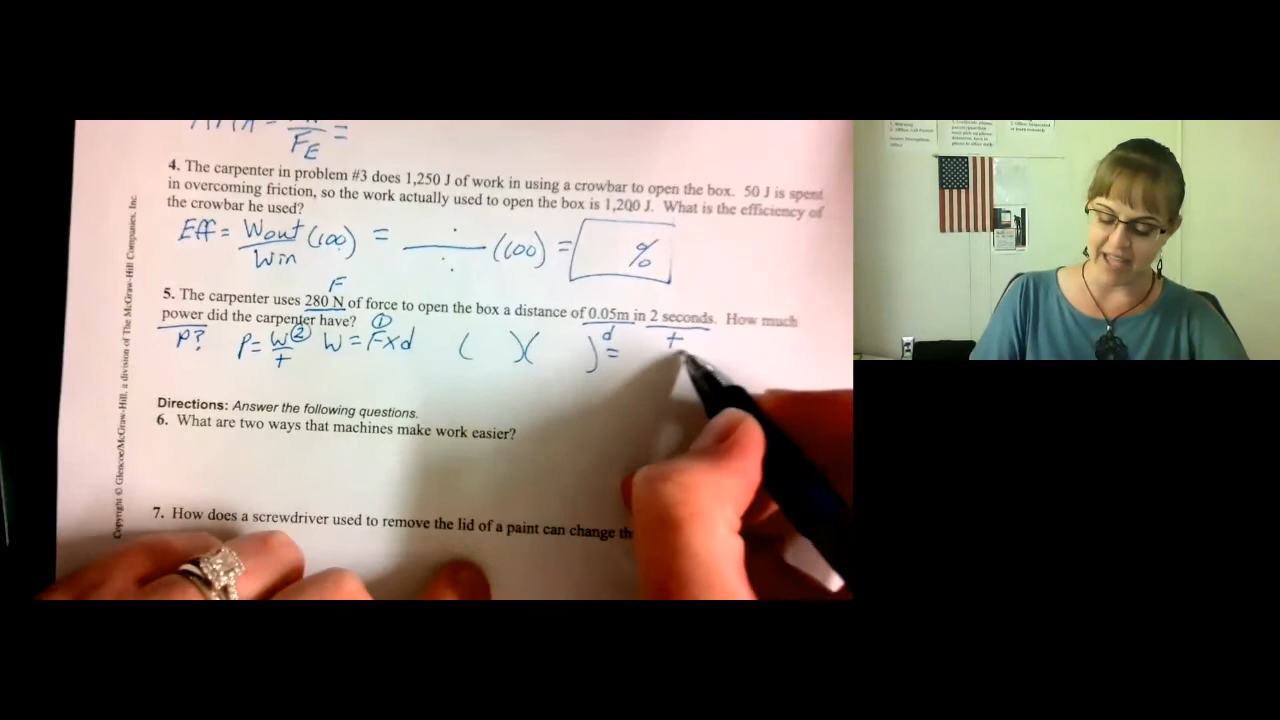 F_E =
4. The carpenter in problem #3 does 1,250 J of work in using a crowbar to open the box. 50 J is spent
in overcoming friction, so the work actually used to open the box is 1,200 J. What is the efficiency of
the crowbar he used?
Eff = Wout/Win (100) = ÷ (100) = %
F
5. The carpenter uses 280 N of force to open the box a distance of 0.05m in 2 seconds. How much
power did the carpenter have?
① d t
P? P = W②/t W = F x d ( )( ) =
Directions: Answer the following questions.
6. What are two ways that machines make work easier?
7. How does a screwdriver used to remove the lid of a paint can change th
Copyright © Glencoe/McGraw-Hill, a division of The McGraw-Hill Companies, Inc.